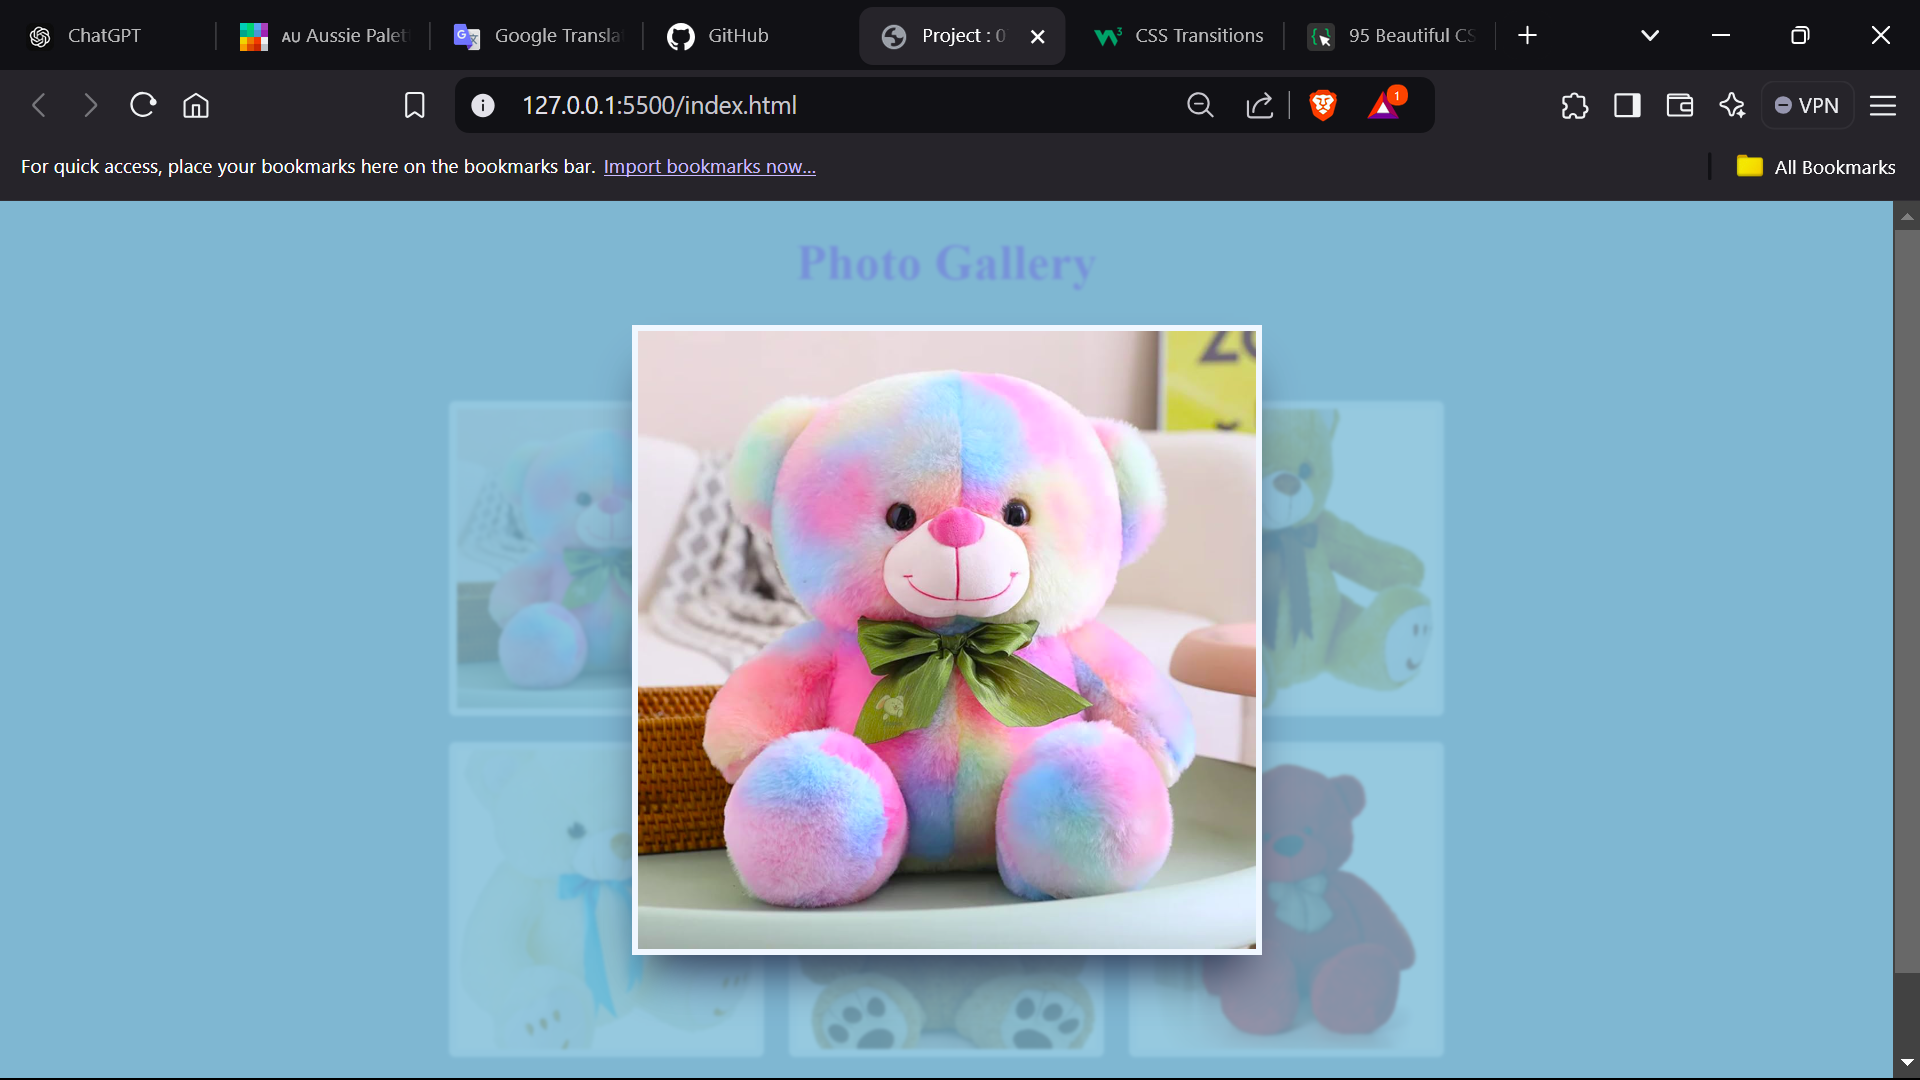 ChatGPT
AU Aussie Palet
Google Transla
GitHub
Project : 0
CSS Transitions
95 Beautiful CS
127.0.0.1:5500/index.html
1
VPN
For quick access, place your bookmarks here on the bookmarks bar. Import bookmarks now...
All Bookmarks
Photo Gallery